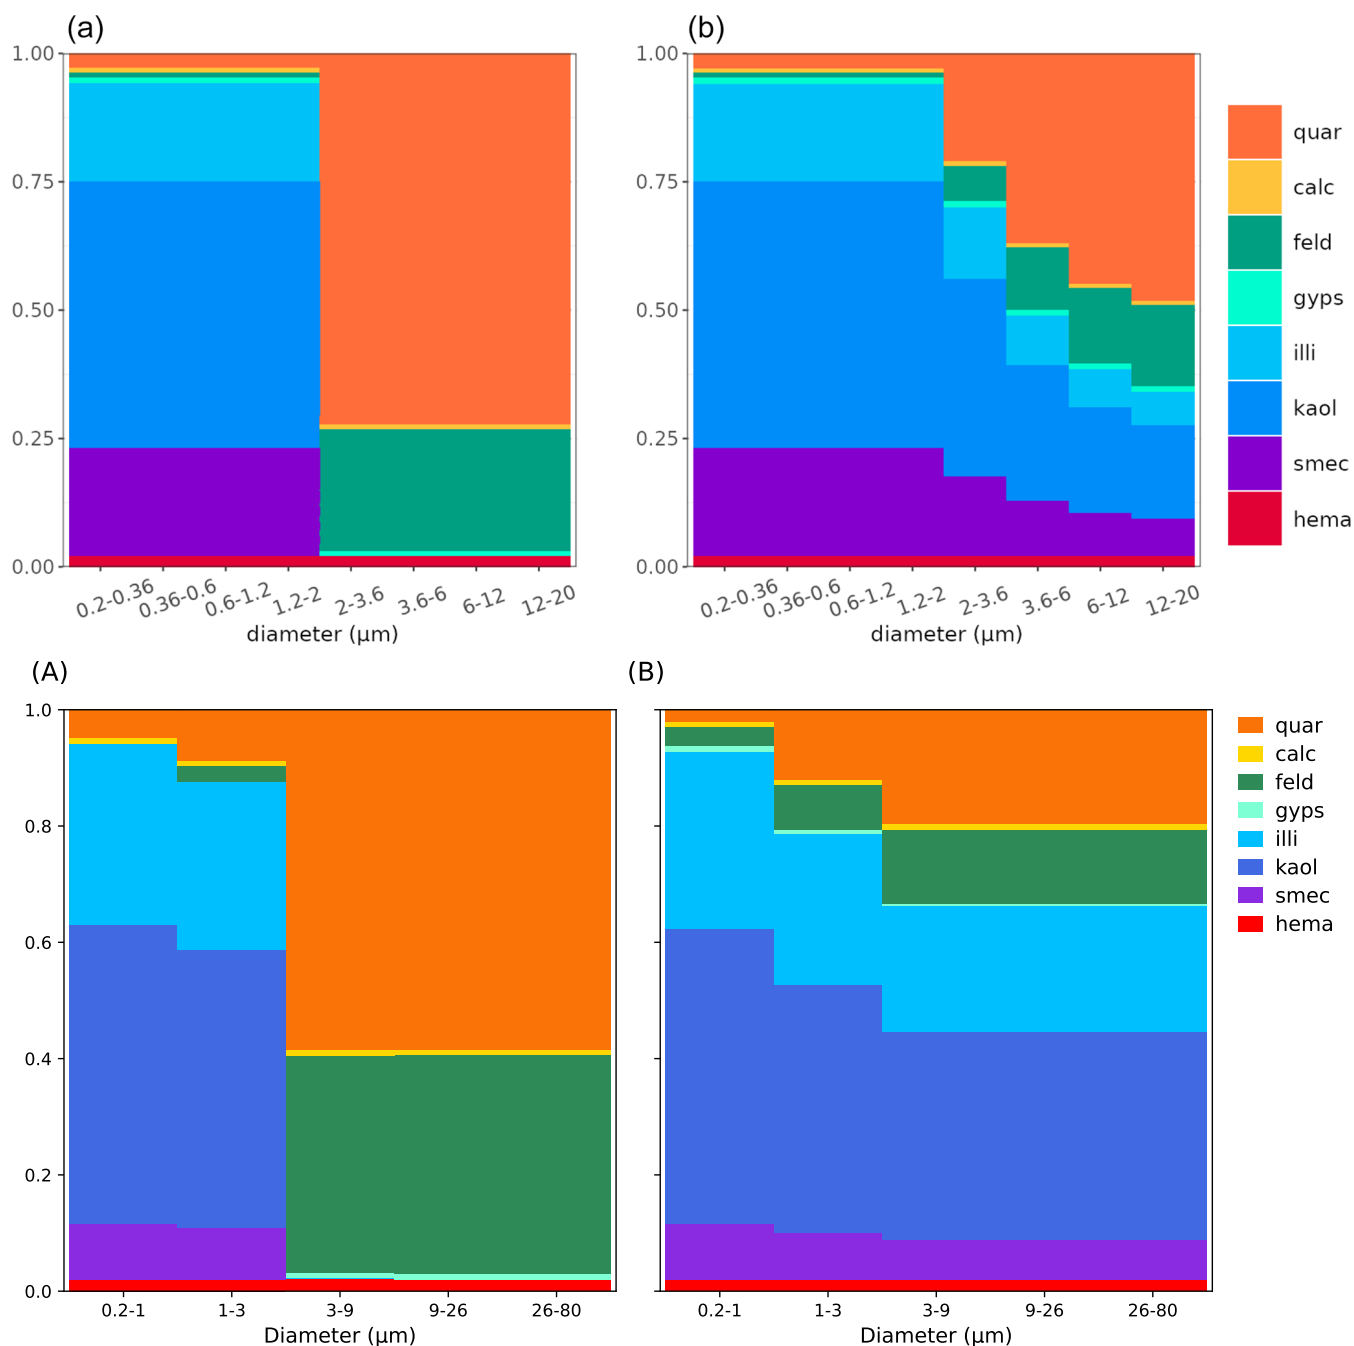 (a)
1.00
0.75
0.50
0.25
0.00
0.2-0.36
0.36-0.6
0.6-1.2
1.2-2
2-3.6
3.6-6
6-12
12-20
diameter (μm)
(b)
1.00
0.75
0.50
0.25
0.00
0.2-0.36
0.36-0.6
0.6-1.2
1.2-2
2-3.6
3.6-6
6-12
12-20
diameter (μm)
quar
calc
feld
gyps
illi
kaol
smec
hema
(A)
1.0
0.8
0.6
0.4
0.2
0.0
0.2-1
1-3
3-9
9-26
26-80
Diameter (μm)
(B)
0.2-1
1-3
3-9
9-26
26-80
Diameter (μm)
quar
calc
feld
gyps
illi
kaol
smec
hema